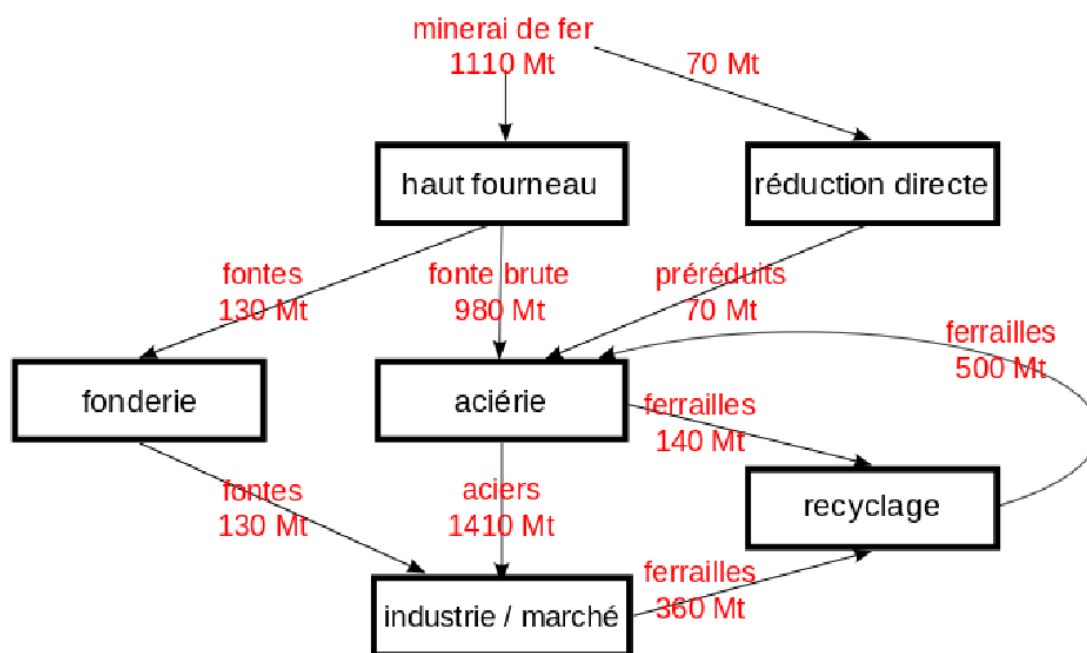 minerai de fer
1110 Mt
70 Mt
haut fourneau
réduction directe
fontes
130 Mt
fonte brute
980 Mt
préréduits
70 Mt
ferrailles
500 Mt
fonderie
aciérie
ferrailles
140 Mt
fontes
130 Mt
aciers
1410 Mt
recyclage
ferrailles
360 Mt
industrie / marché